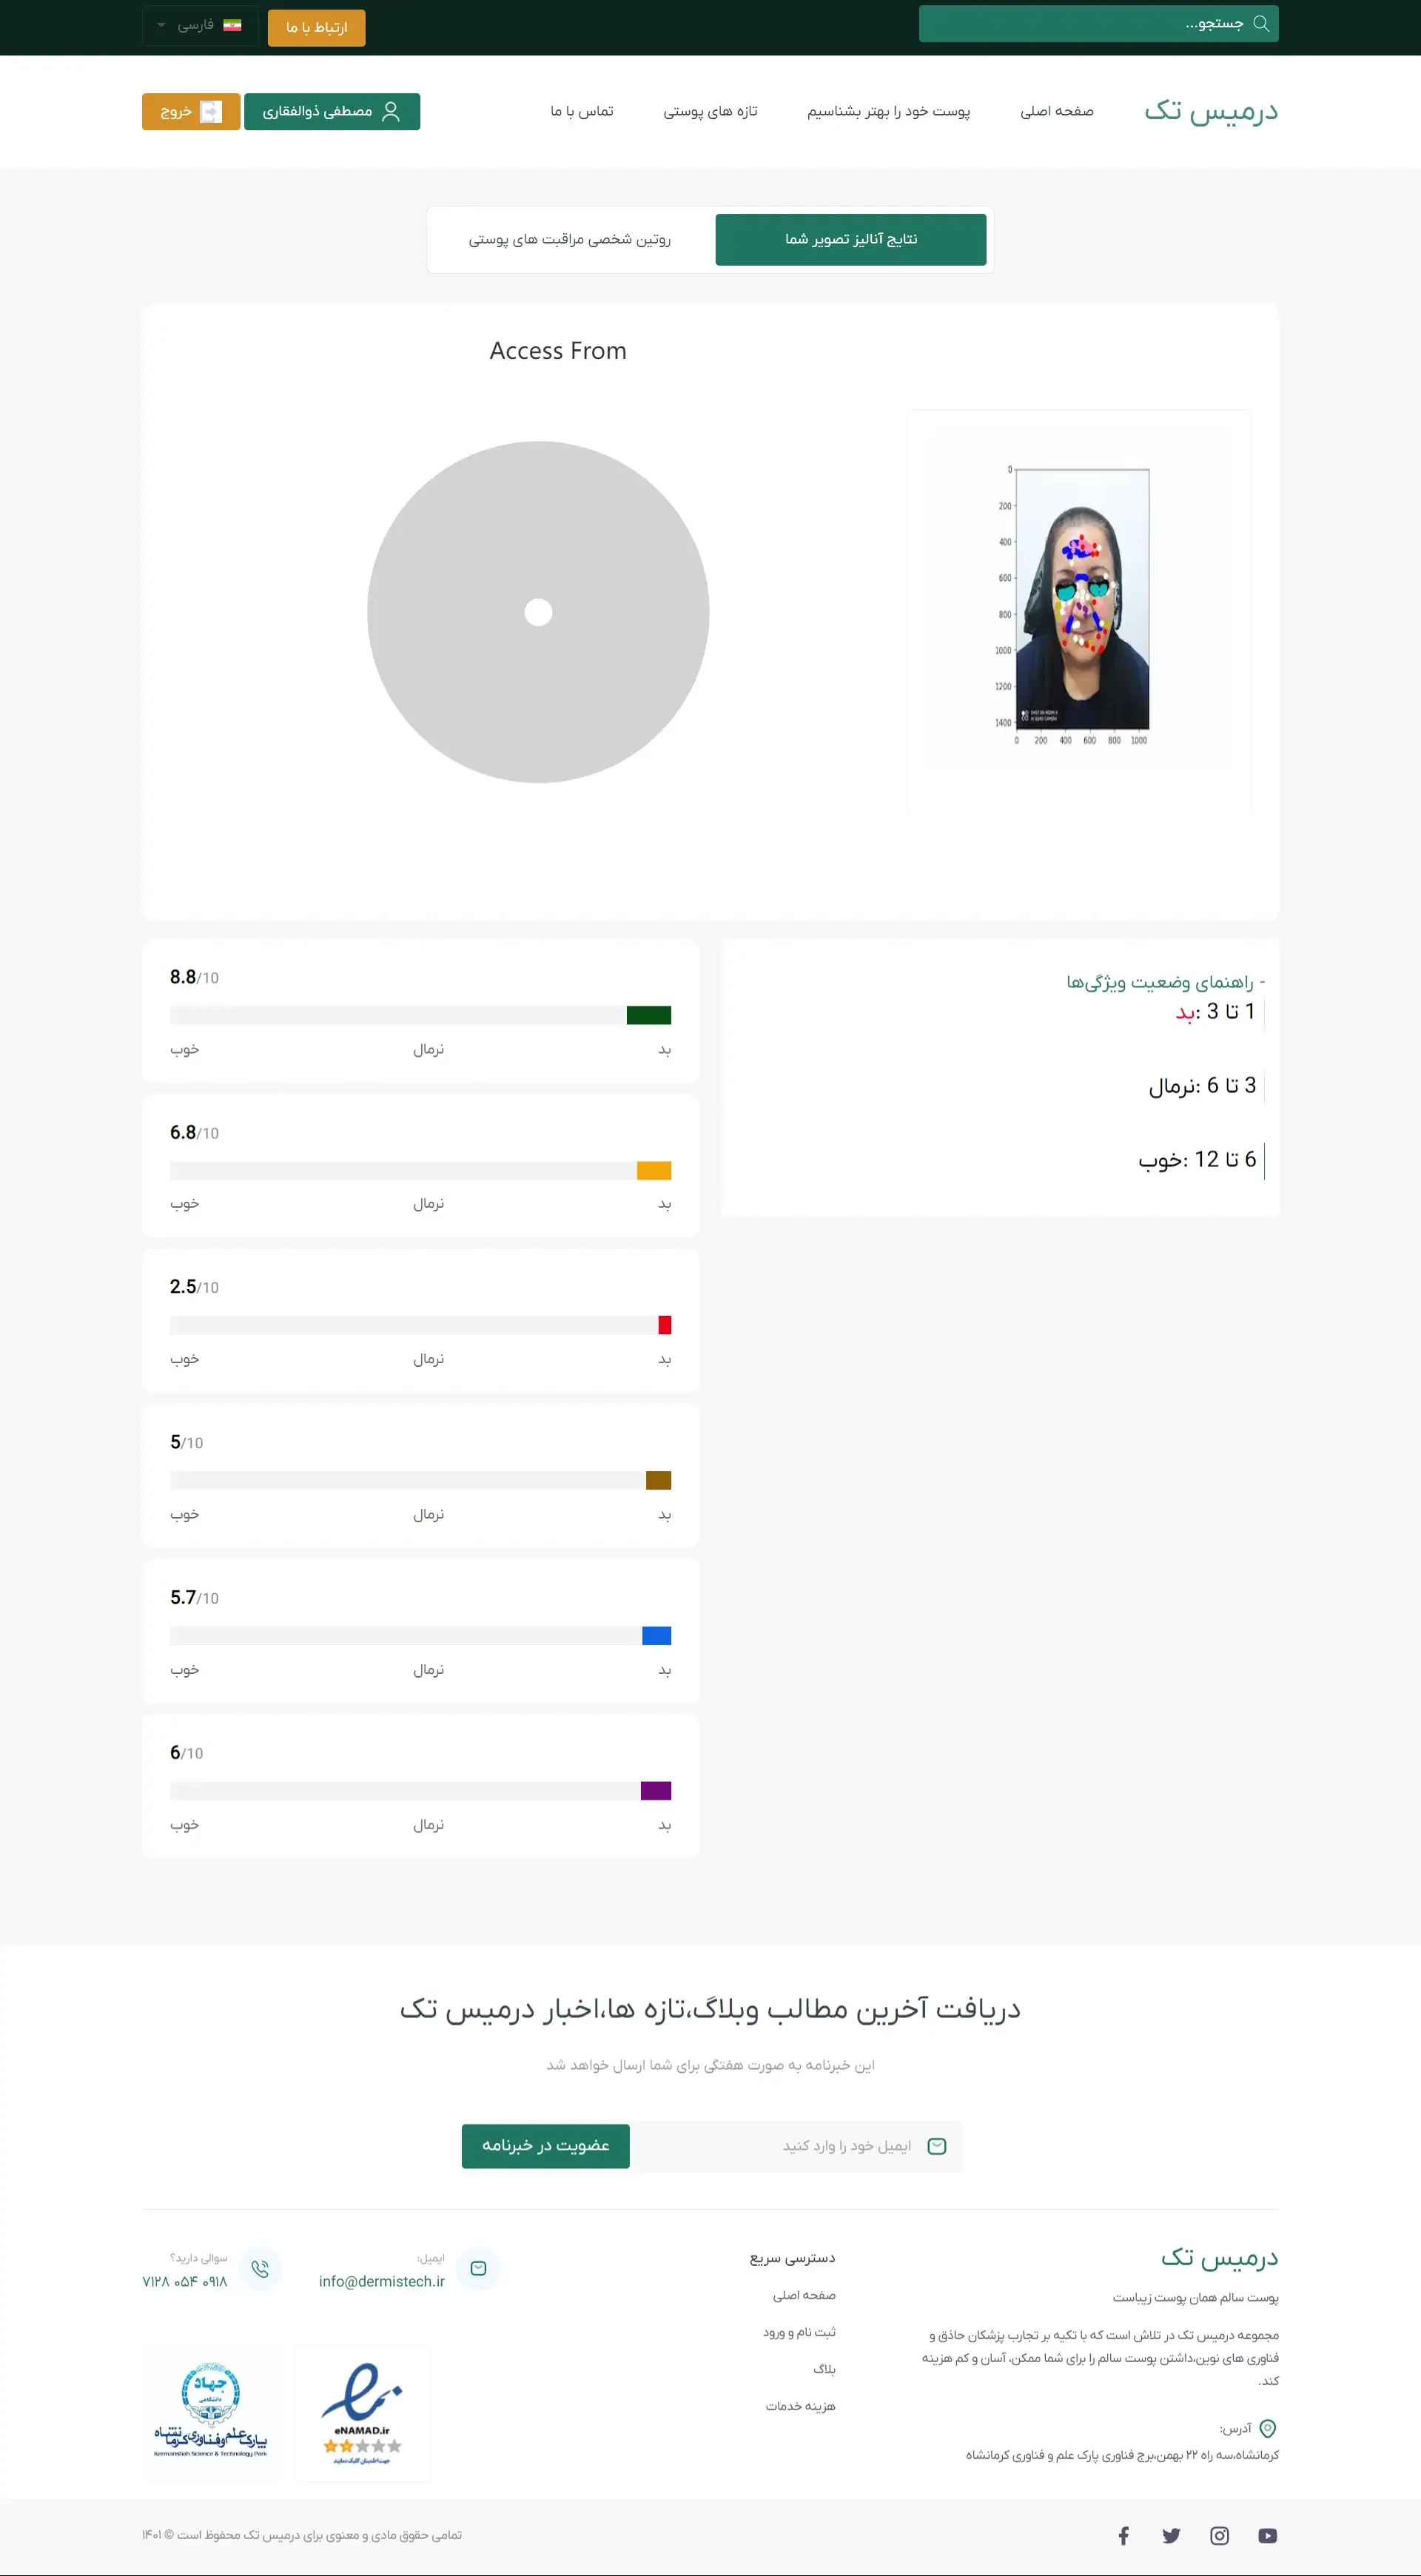 جستجو...
ارتباط با ما
فارسی
درمیس تک
صفحه اصلی
پوست خود را بهتر بشناسیم
تازه های پوستی
تماس با ما
مصطفی ذوالفقاری
خروج
نتایج آنالیز تصویر شما
روتین شخصی مراقبت های پوستی
Access From
0
200
400
600
800
1000
1200
1400
0 200 400 600 800 1000
- راهنمای وضعیت ویژگی‌ها
1 تا 3 :بد
3 تا 6 :نرمال
6 تا 12 :خوب
8.8/10
بد نرمال خوب
6.8/10
بد نرمال خوب
2.5/10
بد نرمال خوب
5/10
بد نرمال خوب
5.7/10
بد نرمال خوب
6/10
بد نرمال خوب
دریافت آخرین مطالب وبلاگ،تازه ها،اخبار درمیس تک
این خبرنامه به صورت هفتگی برای شما ارسال خواهد شد
ایمیل خود را وارد کنید
عضویت در خبرنامه
درمیس تک
پوست سالم همان پوست زیباست
مجموعه درمیس تک در تلاش است که با تکیه بر تجارب پزشکان حاذق و
فناوری های نوین،داشتن پوست سالم را برای شما ممکن، آسان و کم هزینه
کند.
آدرس:
کرمانشاه،سه راه ۲۲ بهمن،برج فناوری پارک علم و فناوری کرمانشاه
دسترسی سریع
صفحه اصلی
ثبت نام و ورود
بلاگ
هزینه خدمات
ایمیل:
info@dermistech.ir
سوالی دارید؟
۰۹۱۸ ۰۵۴ ۷۱۲۸
eNAMAD.ir
جهت اطمینان کلیک نمایید
جهاد
دانشگاهی
پارک علم و فناوری کرمانشاه
Kermanshah Science & Technology Park
تمامی حقوق مادی و معنوی برای درمیس تک محفوظ است © ۱۴۰۱